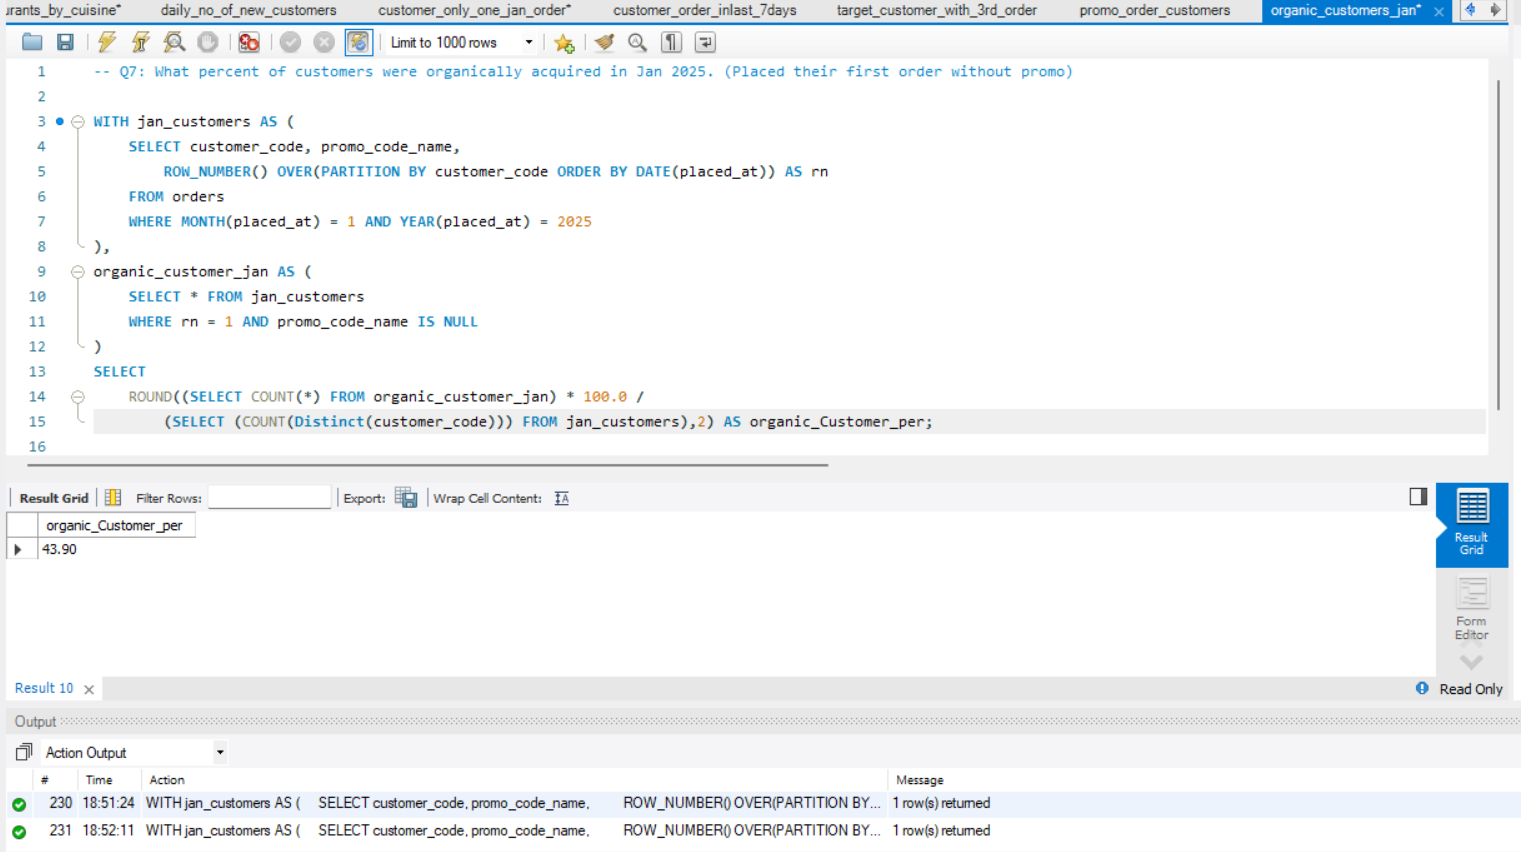 urants_by_cuisine* daily_no_of_new_customers customer_only_one_jan_order* customer_order_inlast_7days target_customer_with_3rd_order promo_order_customers organic_customers_jan*
Limit to 1000 rows
1 -- Q7: What percent of customers were organically acquired in Jan 2025. (Placed their first order without promo)
2
3 WITH jan_customers AS (
4 SELECT customer_code, promo_code_name,
5 ROW_NUMBER() OVER(PARTITION BY customer_code ORDER BY DATE(placed_at)) AS rn
6 FROM orders
7 WHERE MONTH(placed_at) = 1 AND YEAR(placed_at) = 2025
8 ),
9 organic_customer_jan AS (
10 SELECT * FROM jan_customers
11 WHERE rn = 1 AND promo_code_name IS NULL
12 )
13 SELECT
14 ROUND((SELECT COUNT(*) FROM organic_customer_jan) * 100.0 /
15 (SELECT (COUNT(Distinct(customer_code))) FROM jan_customers),2) AS organic_Customer_per;
16
Result Grid Filter Rows: Export: Wrap Cell Content:
organic_Customer_per
43.90
Result
Grid
Form
Editor
Result 10 Read Only
Output
Action Output
# Time Action Message
230 18:51:24 WITH jan_customers AS ( SELECT customer_code, promo_code_name, ROW_NUMBER() OVER(PARTITION BY... 1 row(s) returned
231 18:52:11 WITH jan_customers AS ( SELECT customer_code, promo_code_name, ROW_NUMBER() OVER(PARTITION BY... 1 row(s) returned